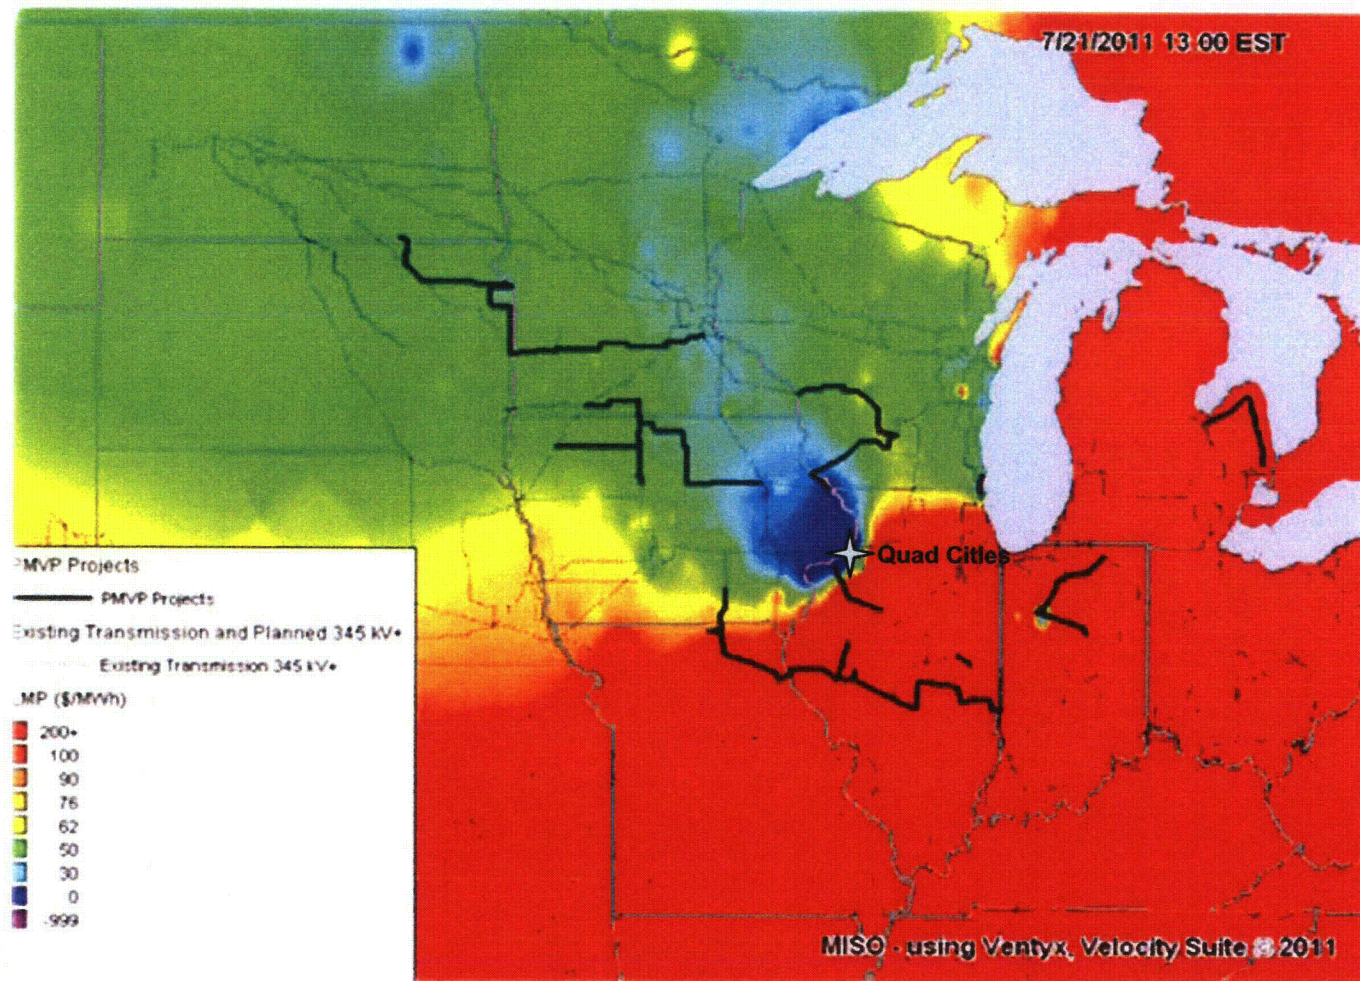 7/21/2011 13 00 EST
Quad Cities
PMVP Projects
PMVP Projects
Existing Transmission and Planned 345 kV+
Existing Transmission 345 kV+
LMP ($/MWh)
200+
100
90
76
62
50
30
0
-999
MISO - using Ventyx, Velocity Suite © 2011